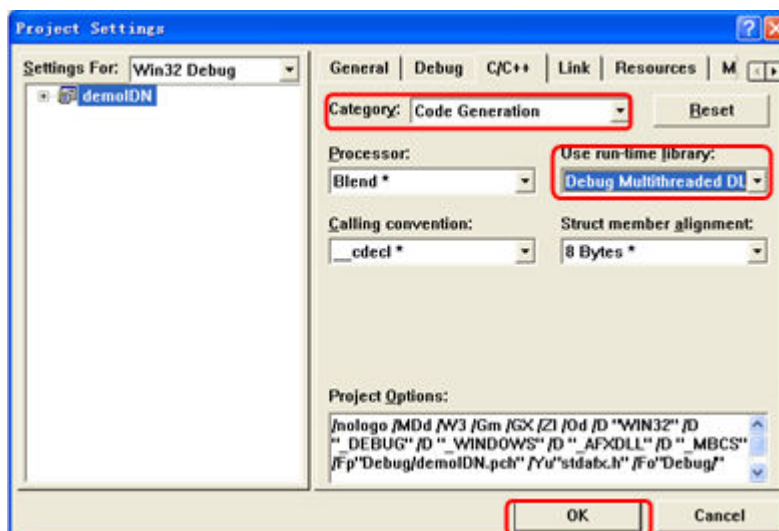 Project Settings
Settings For: Win32 Debug
demoIDN
General Debug C/C++ Link Resources M
Category: Code Generation Reset
Processor: Use run-time library:
Blend * Debug Multithreaded DL
Calling convention: Struct member alignment:
__cdecl * 8 Bytes *
Project Options:
/nologo /MDd /W3 /Gm /GX /ZI /Od /D "WIN32" /D
"_DEBUG" /D "_WINDOWS" /D "_AFXDLL" /D "_MBCS"
/Fp"Debug/demoIDN.pch" /Yu"stdafx.h" /Fo"Debug/"
OK Cancel